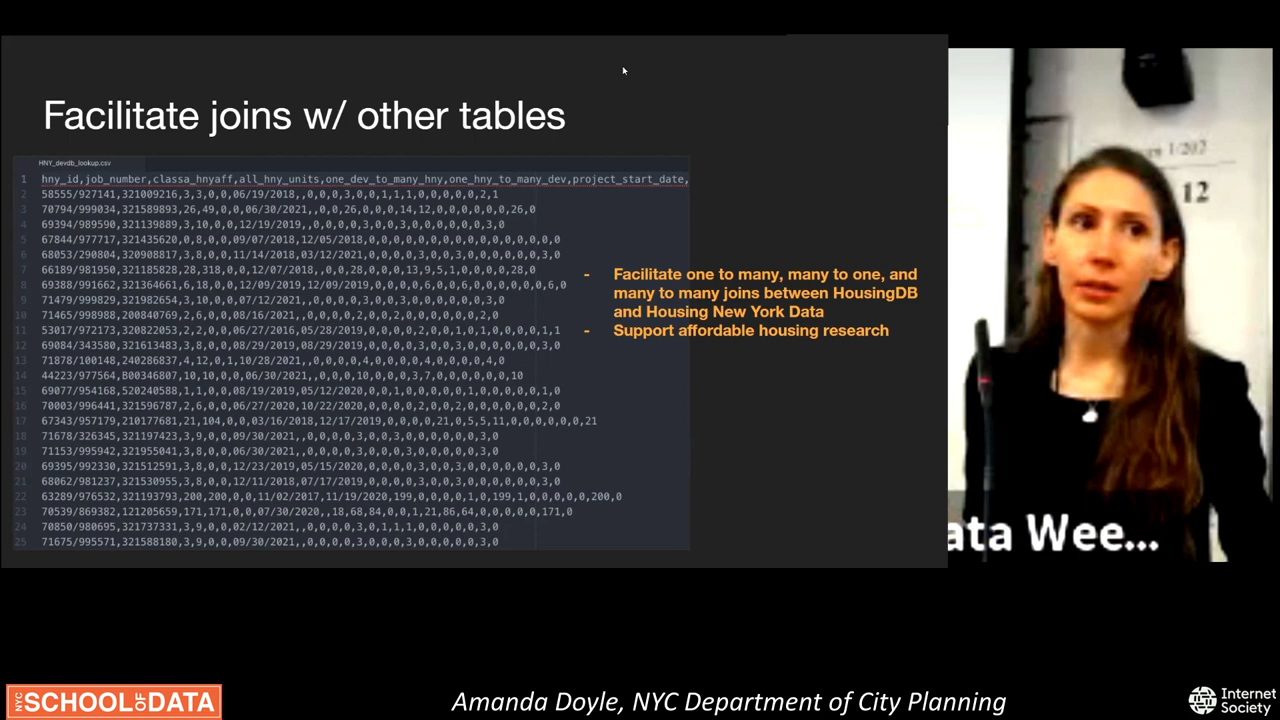 Facilitate joins w/ other tables
HNY_devdb_lookup.csv
1 hny_id,job_number,classa_hnyaff,all_hny_units,one_dev_to_many_hny,one_hny_to_many_dev,project_start_date,
2 58555/927141,321009216,3,3,0,0,06/19/2018,,0,0,0,3,0,0,1,1,1,0,0,0,0,0,2,1
3 70794/999034,321589893,26,49,0,0,06/30/2021,,0,0,26,0,0,0,14,12,0,0,0,0,0,0,26,0
4 69394/989590,321139889,3,10,0,0,12/19/2019,,0,0,0,0,3,0,0,3,0,0,0,0,0,0,3,0
5 67844/977717,321435620,0,8,0,0,09/07/2018,12/05/2018,0,0,0,0,0,0,0,0,0,0,0,0,0,0,0,0
6 68053/290804,320908817,3,8,0,0,11/14/2018,03/12/2021,0,0,0,0,3,0,0,3,0,0,0,0,0,0,3,0
7 66189/981950,321185828,28,318,0,0,12/07/2018,,0,0,28,0,0,0,13,9,5,1,0,0,0,0,28,0
8 69388/991662,321364661,6,18,0,0,12/09/2019,12/09/2019,0,0,0,0,6,0,0,6,0,0,0,0,0,0,6,0
9 71479/999829,321982654,3,10,0,0,07/12/2021,,0,0,0,0,3,0,0,3,0,0,0,0,0,0,3,0
10 71465/998988,200840769,2,6,0,0,08/16/2021,,0,0,0,0,2,0,0,2,0,0,0,0,0,0,2,0
11 53017/972173,320822053,2,2,0,0,06/27/2016,05/28/2019,0,0,0,0,2,0,0,1,0,1,0,0,0,0,1,1
12 69084/343580,321613483,3,8,0,0,08/29/2019,08/29/2019,0,0,0,0,3,0,0,3,0,0,0,0,0,0,3,0
13 71878/100148,240286837,4,12,0,1,10/28/2021,,0,0,0,0,4,0,0,0,4,0,0,0,0,0,4,0
14 44223/977564,B00346807,10,10,0,0,06/30/2021,,0,0,0,10,0,0,0,3,7,0,0,0,0,0,0,10
15 69077/954168,520240588,1,1,0,0,08/19/2019,05/12/2020,0,0,0,1,0,0,0,0,1,0,0,0,0,0,1,0
16 70003/996441,321596787,2,6,0,0,06/27/2020,10/22/2020,0,0,0,0,2,0,0,2,0,0,0,0,0,0,2,0
17 67343/957179,210177681,21,104,0,0,03/16/2018,12/17/2019,0,0,0,0,21,0,5,5,11,0,0,0,0,0,0,21
18 71678/326345,321197423,3,9,0,0,09/30/2021,,0,0,0,0,3,0,0,3,0,0,0,0,0,0,3,0
19 71153/995942,321955041,3,8,0,0,06/30/2021,,0,0,0,0,3,0,0,3,0,0,0,0,0,0,3,0
20 69395/992330,321512591,3,8,0,0,12/23/2019,05/15/2020,0,0,0,0,3,0,0,3,0,0,0,0,0,0,3,0
21 68062/981237,321530955,3,8,0,0,12/11/2018,07/17/2019,0,0,0,0,3,0,0,3,0,0,0,0,0,0,3,0
22 63289/976532,321193793,200,200,0,0,11/02/2017,11/19/2020,199,0,0,0,0,1,0,199,1,0,0,0,0,0,200,0
23 70539/869382,121205659,171,171,0,0,07/30/2020,,18,68,84,0,0,1,21,86,64,0,0,0,0,0,171,0
24 70850/980695,321737331,3,9,0,0,02/12/2021,,0,0,0,0,3,0,1,1,1,0,0,0,0,0,3,0
25 71675/995571,321588180,3,9,0,0,09/30/2021,,0,0,0,0,3,0,0,3,0,0,0,0,0,0,3,0
- Facilitate one to many, many to one, and
many to many joins between HousingDB
and Housing New York Data
- Support affordable housing research
1/202
12
ata Wee...
NYC SCHOOL OF DATA
Amanda Doyle, NYC Department of City Planning
Internet
Society